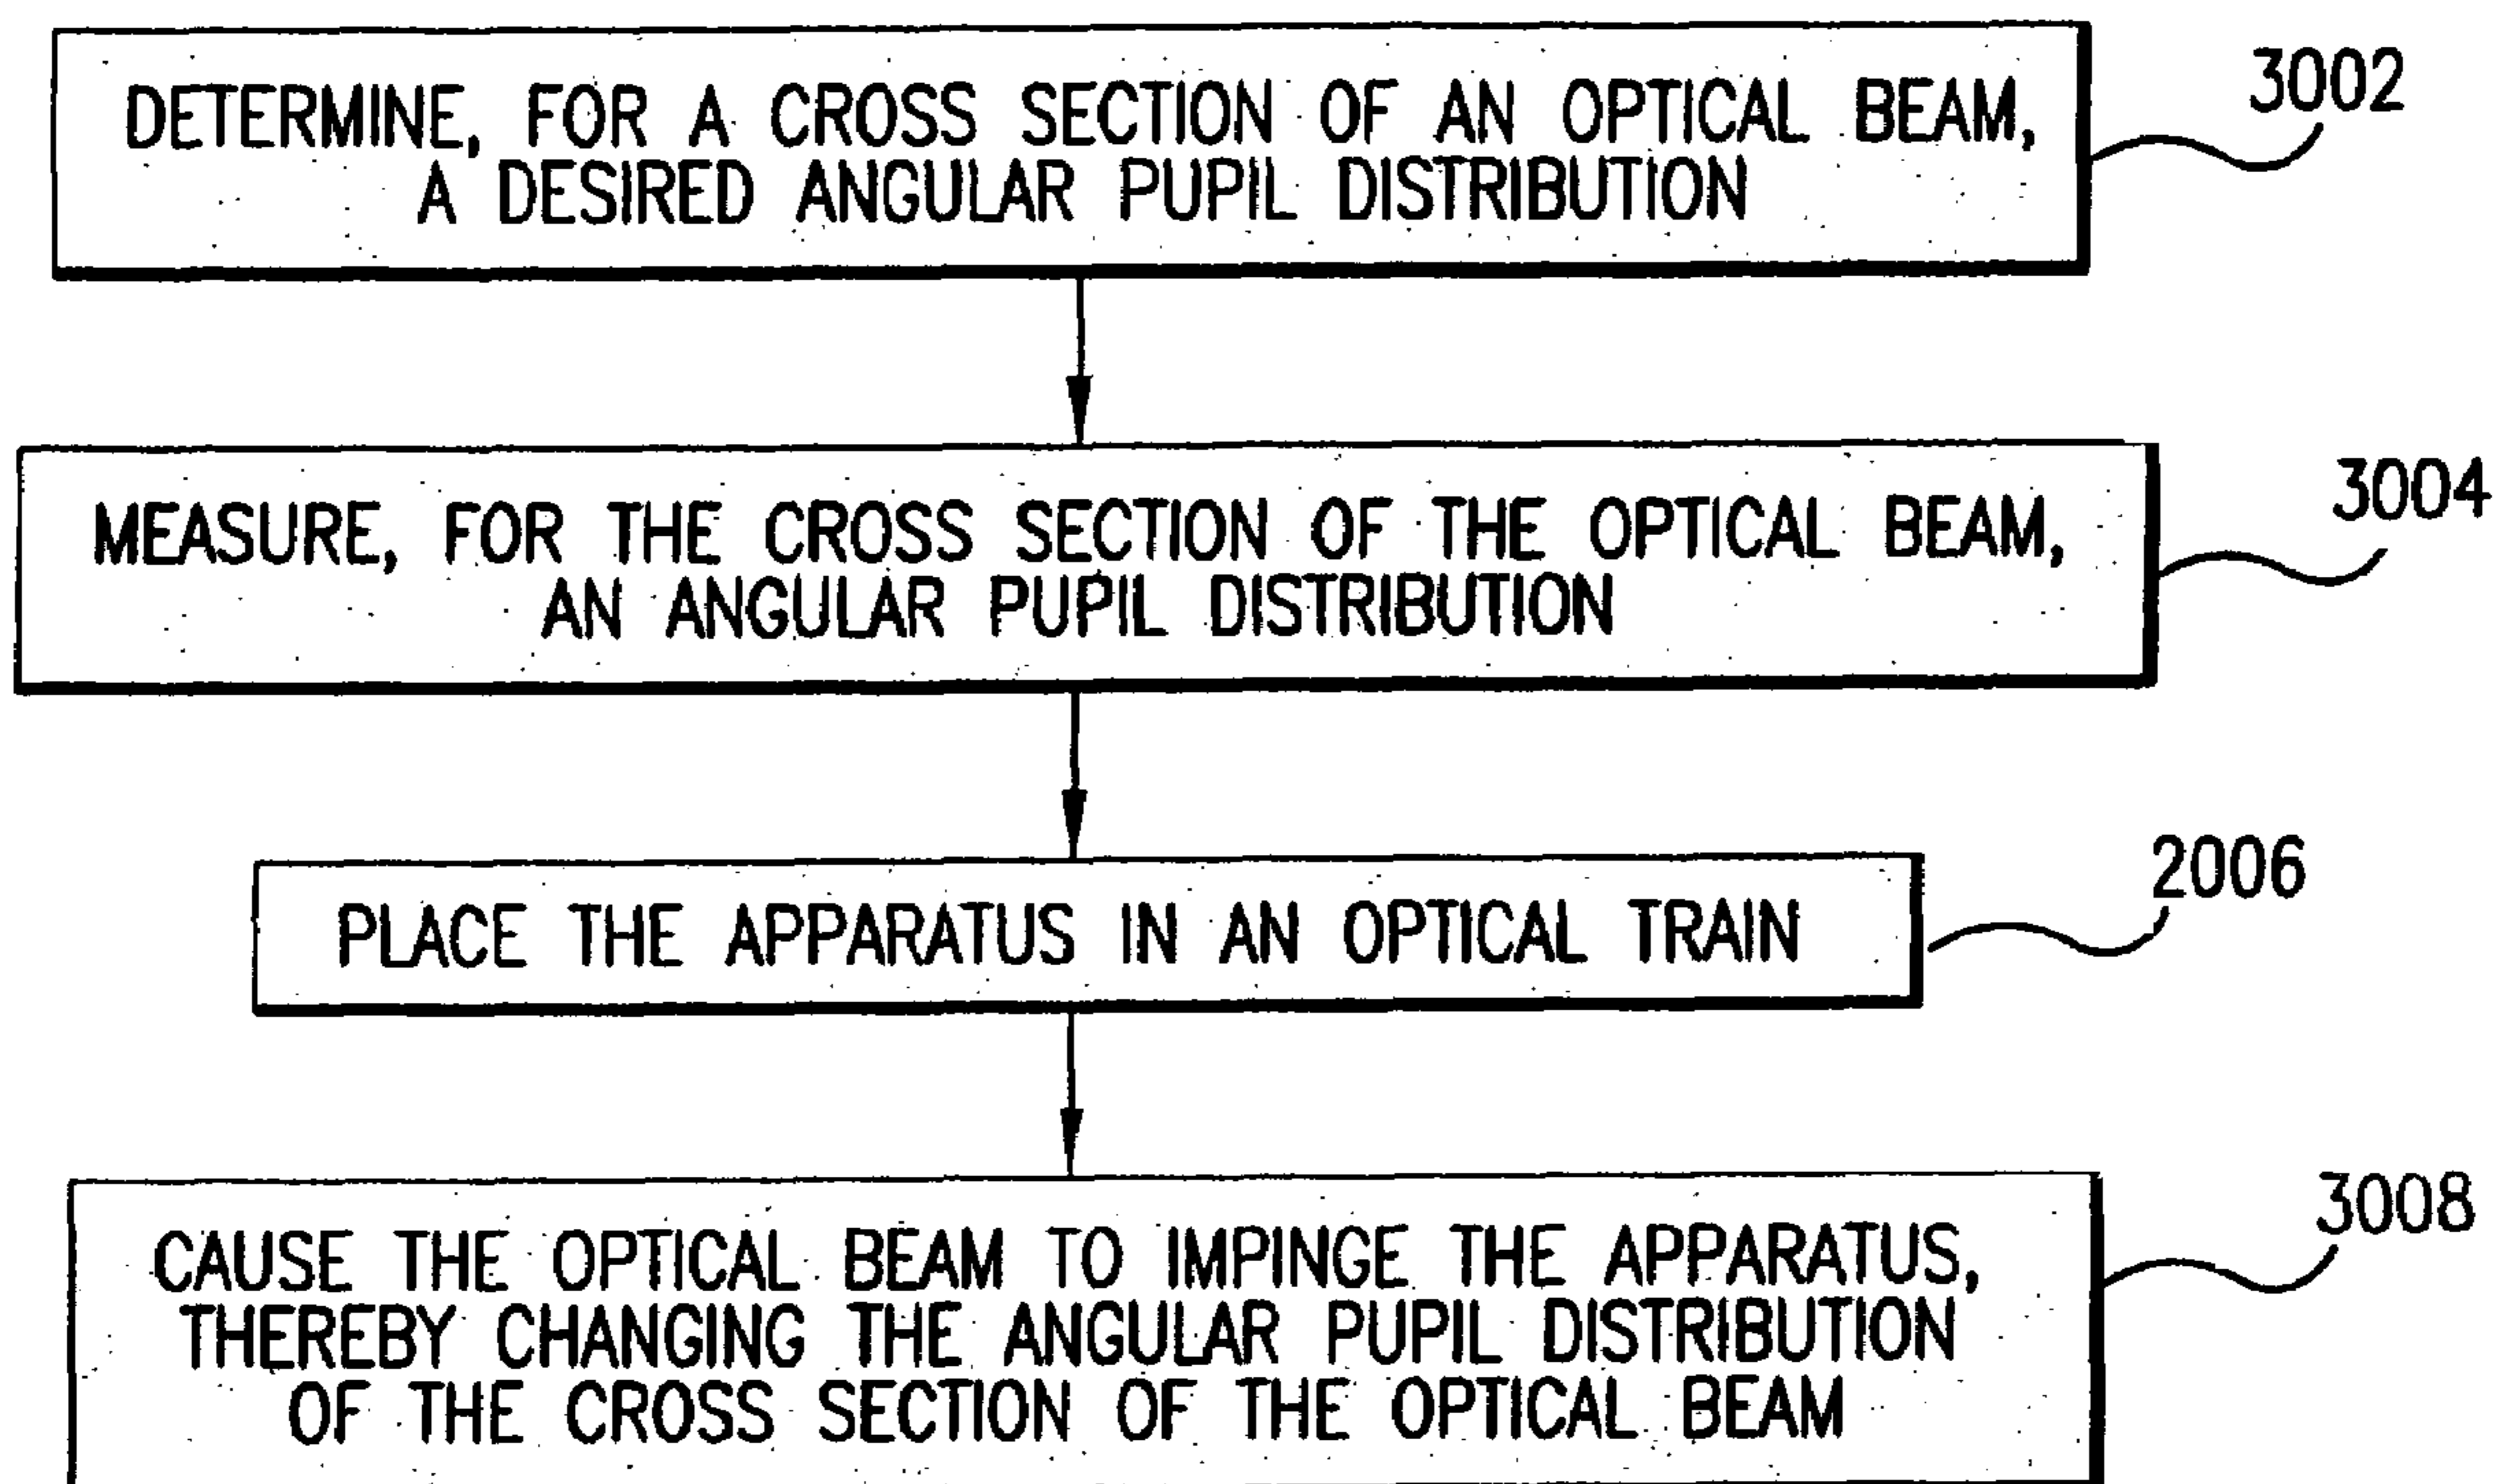 DETERMINE, FOR A CROSS SECTION OF AN OPTICAL BEAM,
A DESIRED ANGULAR PUPIL DISTRIBUTION
3002
MEASURE, FOR THE CROSS SECTION OF THE OPTICAL BEAM,
AN ANGULAR PUPIL DISTRIBUTION
3004
PLACE THE APPARATUS IN AN OPTICAL TRAIN
2006
CAUSE THE OPTICAL BEAM TO IMPINGE THE APPARATUS,
THEREBY CHANGING THE ANGULAR PUPIL DISTRIBUTION
OF THE CROSS SECTION OF THE OPTICAL BEAM
3008